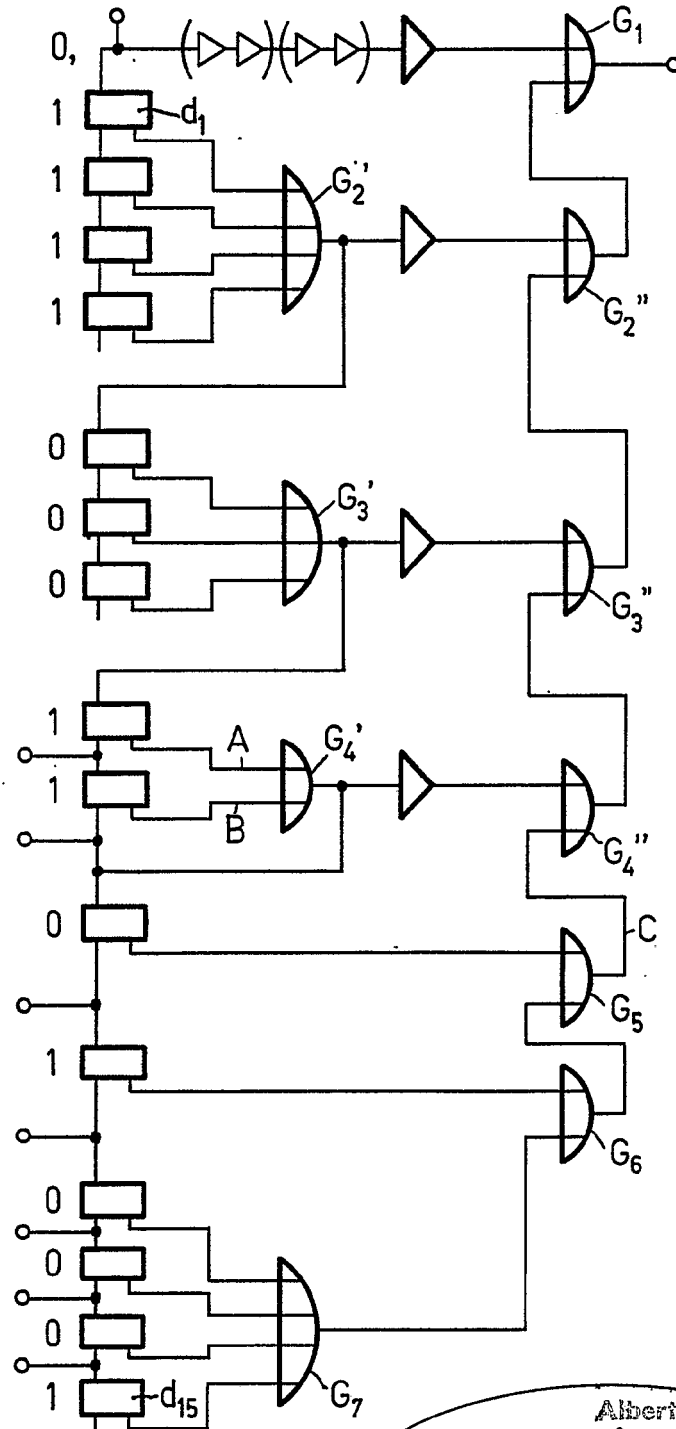 0, G₁
1 d₁
1 G₂'
1 G₂"
1
0
0 G₃'
0 G₃"
1 A G₄'
1 B G₄"
0 C
G₅
1
G₆
0
0
0
1 d₁₅ G₇
Albert